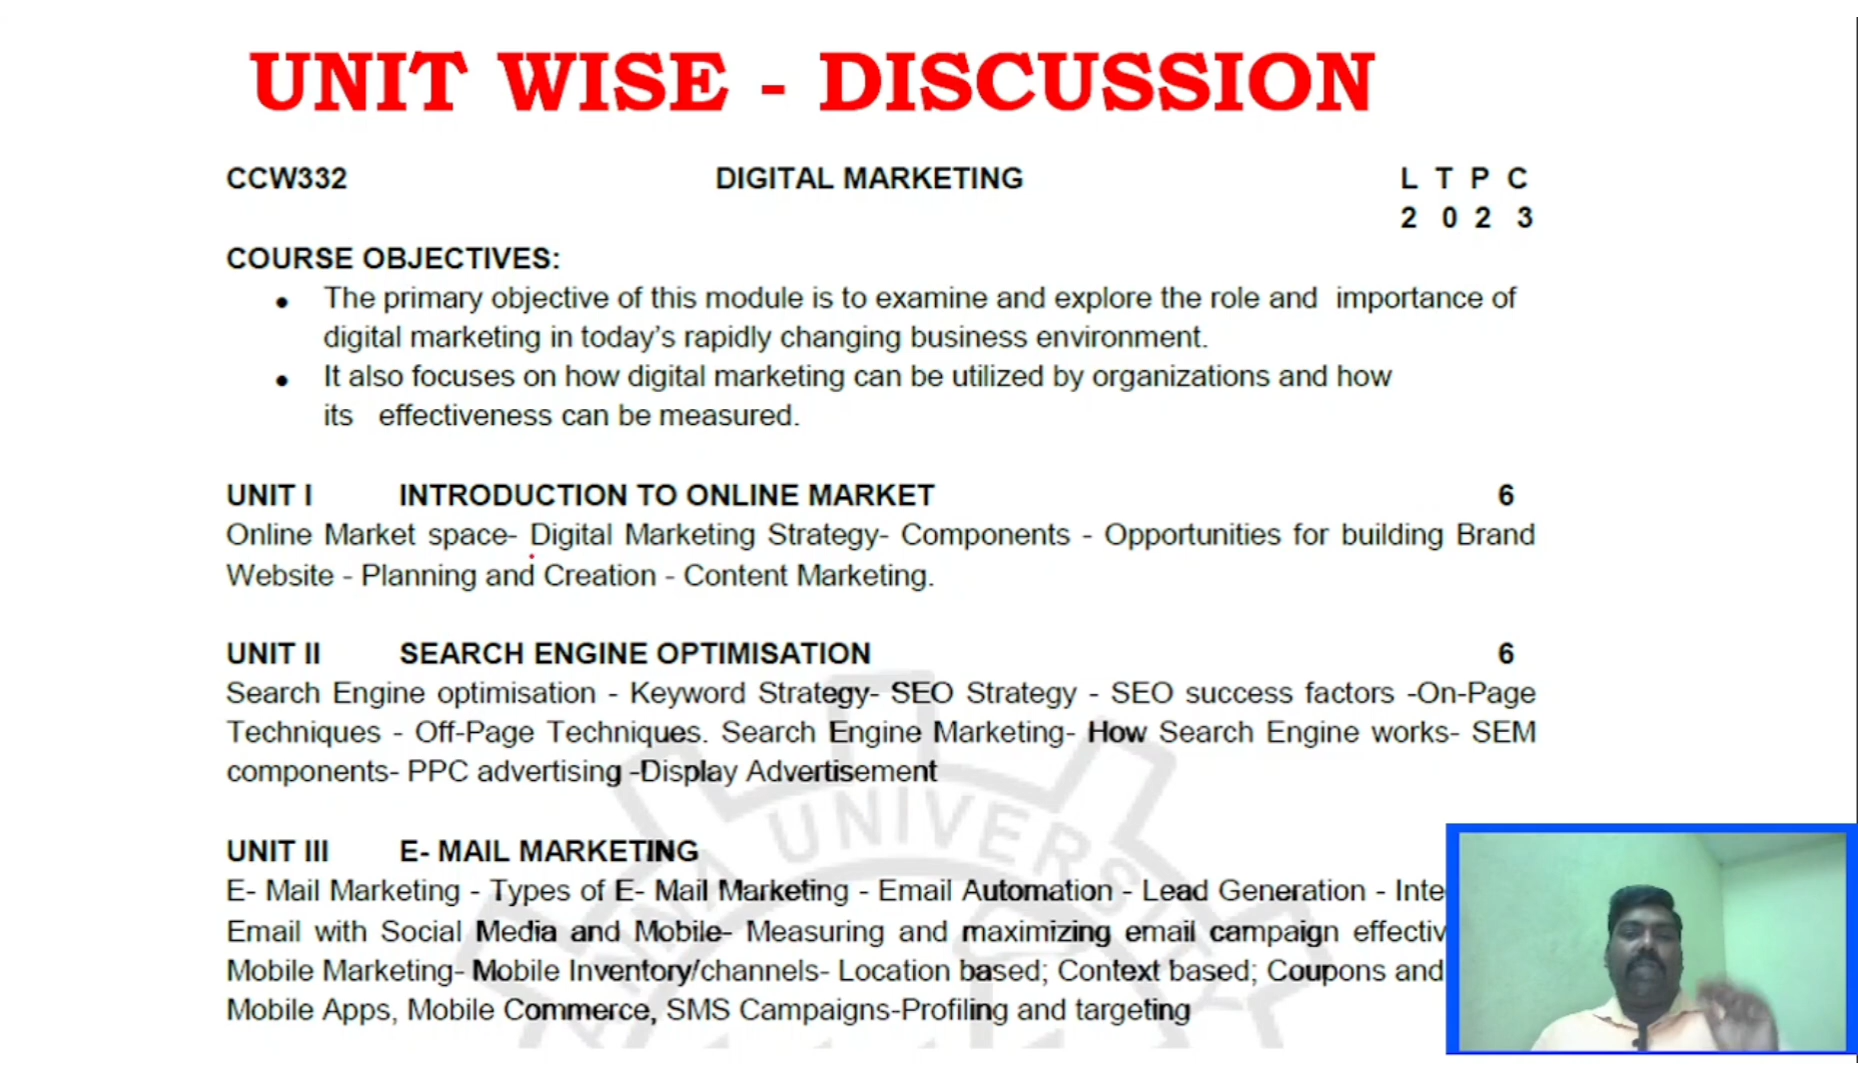 UNIT WISE - DISCUSSION
CCW332 DIGITAL MARKETING L T P C
2 0 2 3
COURSE OBJECTIVES:
● The primary objective of this module is to examine and explore the role and importance of
digital marketing in today's rapidly changing business environment.
● It also focuses on how digital marketing can be utilized by organizations and how
its effectiveness can be measured.
UNIT I INTRODUCTION TO ONLINE MARKET 6
Online Market space- Digital Marketing Strategy- Components - Opportunities for building Brand
Website - Planning and Creation - Content Marketing.
UNIT II SEARCH ENGINE OPTIMISATION 6
Search Engine optimisation - Keyword Strategy- SEO Strategy - SEO success factors -On-Page
Techniques - Off-Page Techniques. Search Engine Marketing- How Search Engine works- SEM
components- PPC advertising -Display Advertisement
UNIVERSIT
UNIT III E- MAIL MARKETING
E- Mail Marketing - Types of E- Mail Marketing - Email Automation - Lead Generation - Inte
Email with Social Media and Mobile- Measuring and maximizing email campaign effectiv
Mobile Marketing- Mobile Inventory/channels- Location based; Context based; Coupons and
Mobile Apps, Mobile Commerce, SMS Campaigns-Profiling and targeting